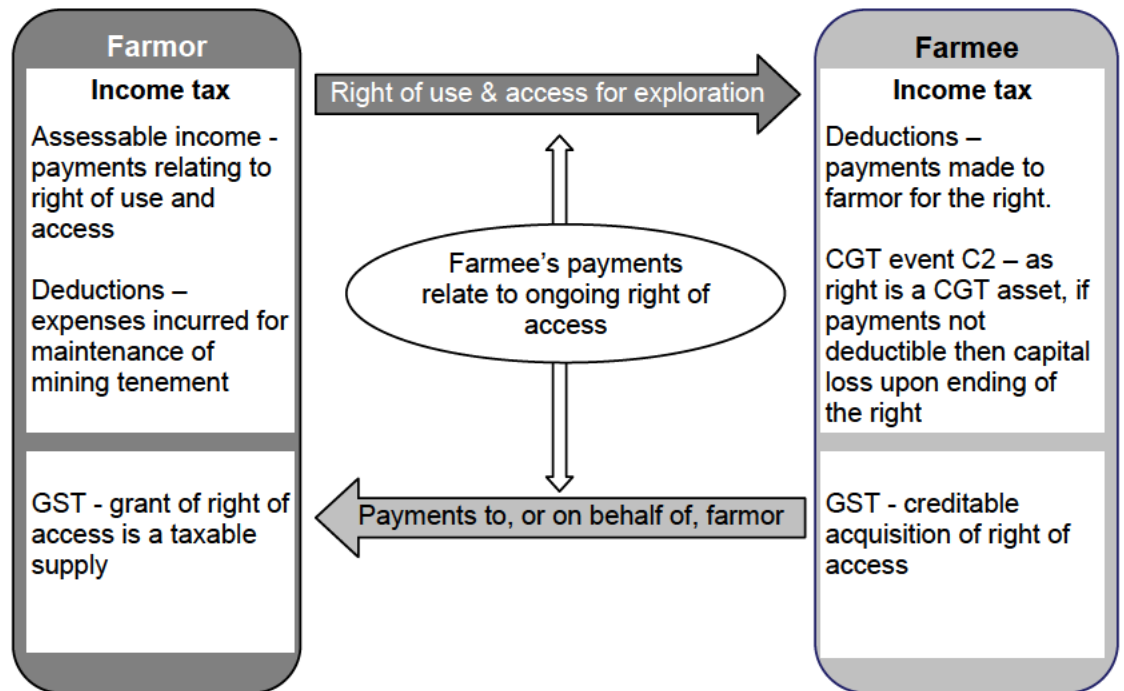 Farmor
Income tax
Assessable income -
payments relating to
right of use and
access
Deductions –
expenses incurred for
maintenance of
mining tenement
GST - grant of right of
access is a taxable
supply
Right of use & access for exploration
Farmee's payments
relate to ongoing right of
access
Payments to, or on behalf of, farmor
Farmee
Income tax
Deductions –
payments made to
farmor for the right.
CGT event C2 – as
right is a CGT asset, if
payments not
deductible then capital
loss upon ending of
the right
GST - creditable
acquisition of right of
access